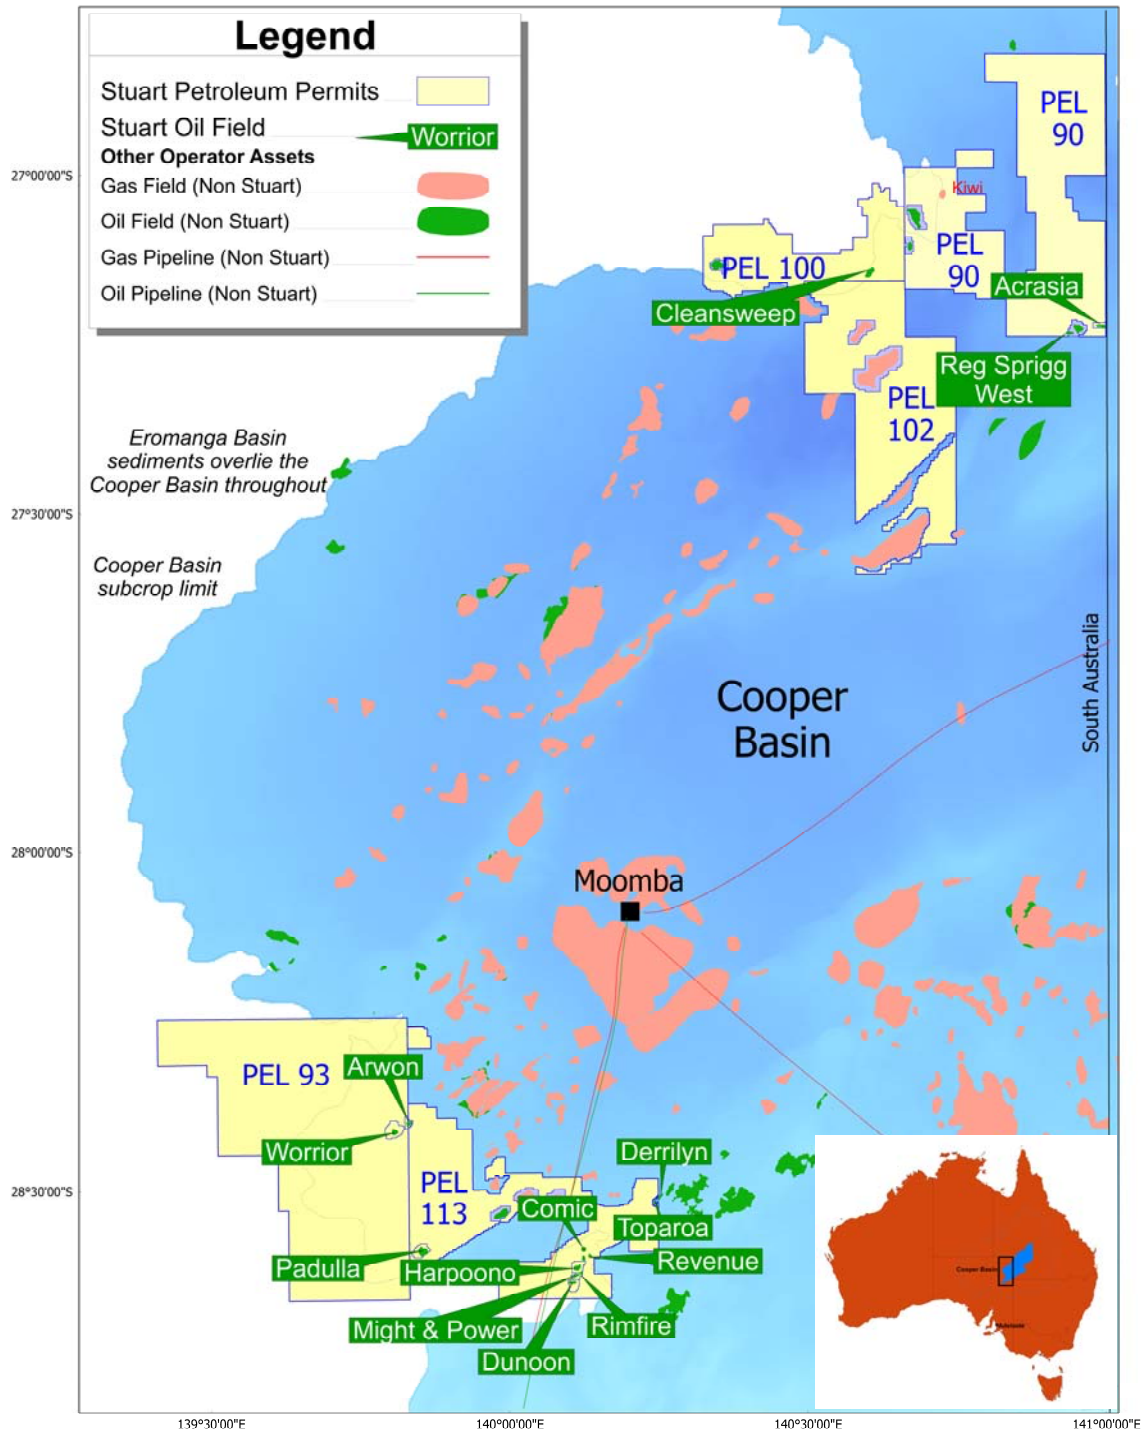 Legend
Stuart Petroleum Permits
Stuart Oil Field
Worrior
Other Operator Assets
Gas Field (Non Stuart)
Oil Field (Non Stuart)
Gas Pipeline (Non Stuart)
Oil Pipeline (Non Stuart)
PEL
90
27°00'00"S
Kiwi
PEL
90
PEL 100
Acrasia
Cleansweep
Reg Sprigg
West
PEL
102
Eromanga Basin
sediments overlie the
Cooper Basin throughout
27°30'00"S
Cooper Basin
subcrop limit
South Australia
Cooper
Basin
28°00'00"S
Moomba
PEL 93
Arwon
Worrior
Derrilyn
28°30'00"S
PEL
113
Comic
Toparoa
Padulla
Harpoono
Revenue
Might & Power
Rimfire
Dunoon
Cooper Basin
Adelaide
139°30'00"E
140°00'00"E
140°30'00"E
141°00'00"E